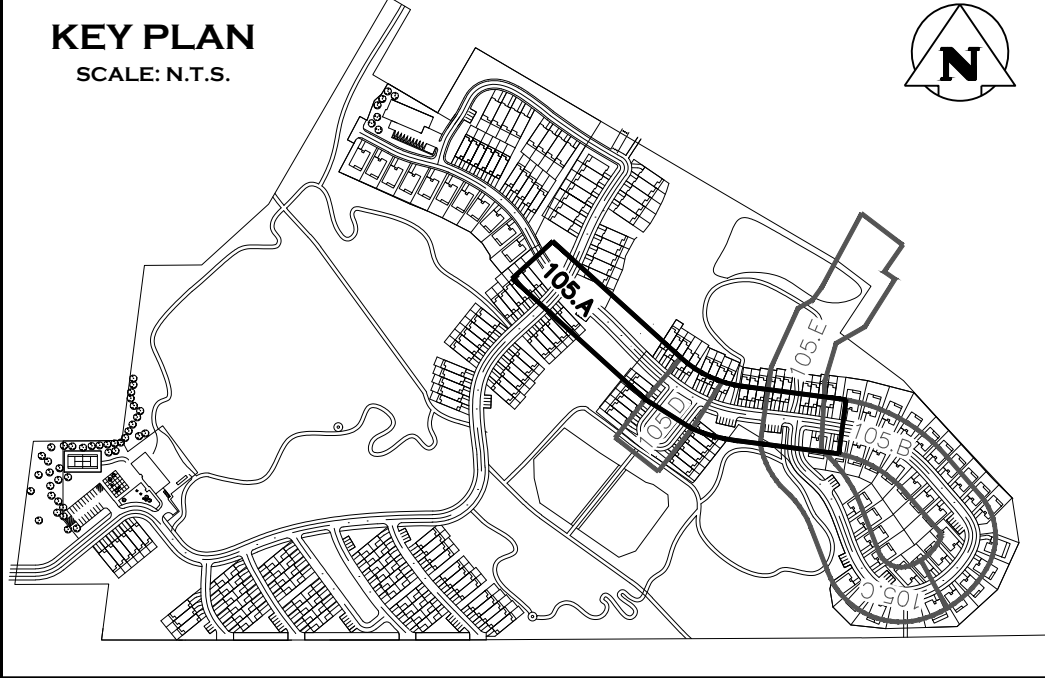 KEY PLAN
SCALE: N.T.S.
N
105.A
105.E
105.D
105.B
105.C